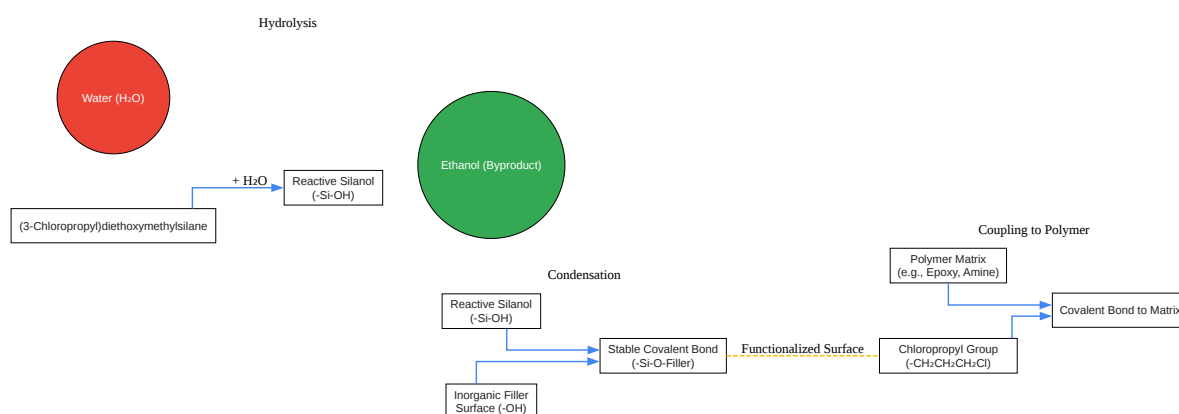 Hydrolysis
Water (H₂O)
Ethanol (Byproduct)
+ H₂O
Reactive Silanol
(-Si-OH)
(3-Chloropropyl)diethoxymethylsilane
Coupling to Polymer
Polymer Matrix
(e.g., Epoxy, Amine)
Condensation
Reactive Silanol
(-Si-OH)
Covalent Bond to Matrix
Stable Covalent Bond
(-Si-O-Filler)
Functionalized Surface
Chloropropyl Group
(-CH₂CH₂CH₂Cl)
Inorganic Filler
Surface (-OH)